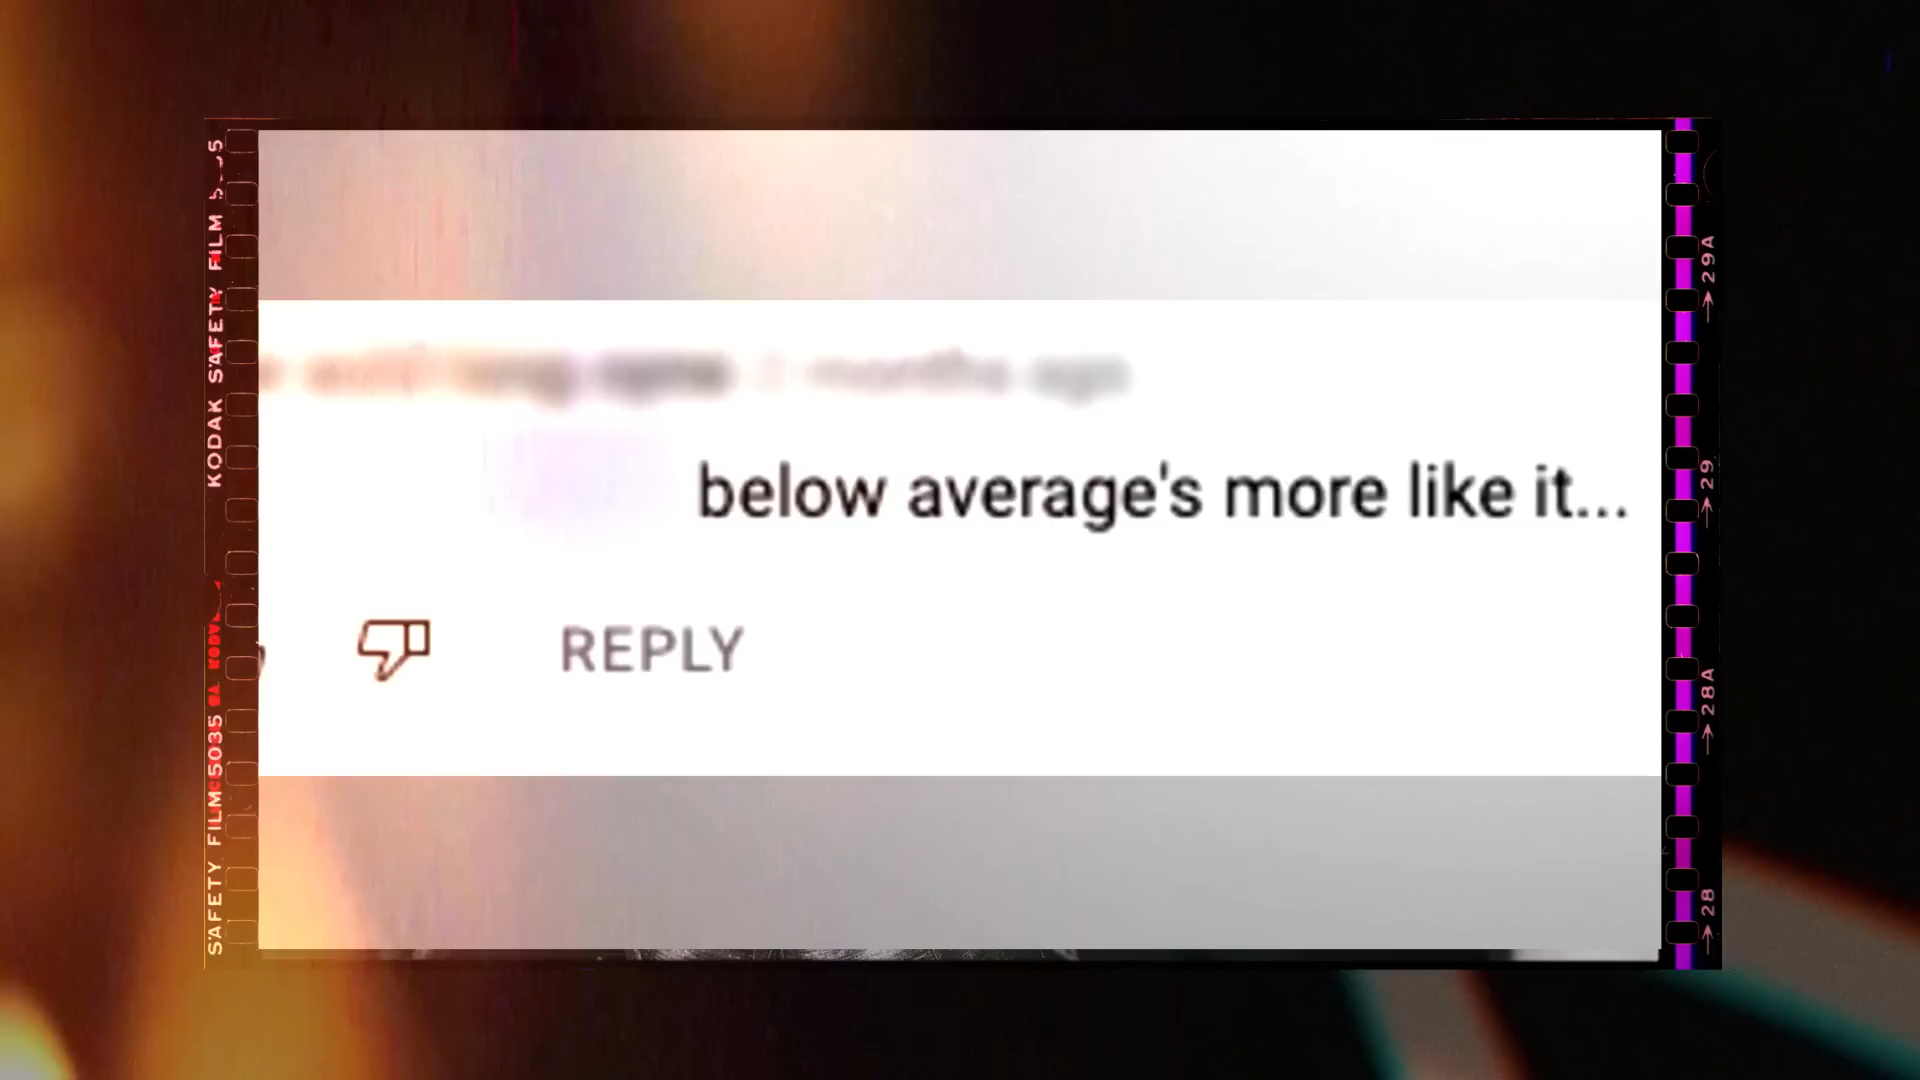 below average's more like it...
REPLY
KODAK SAFETY FILM
SAFETY FILM 5035
→ 29A
→ 29
→ 28A
→ 28